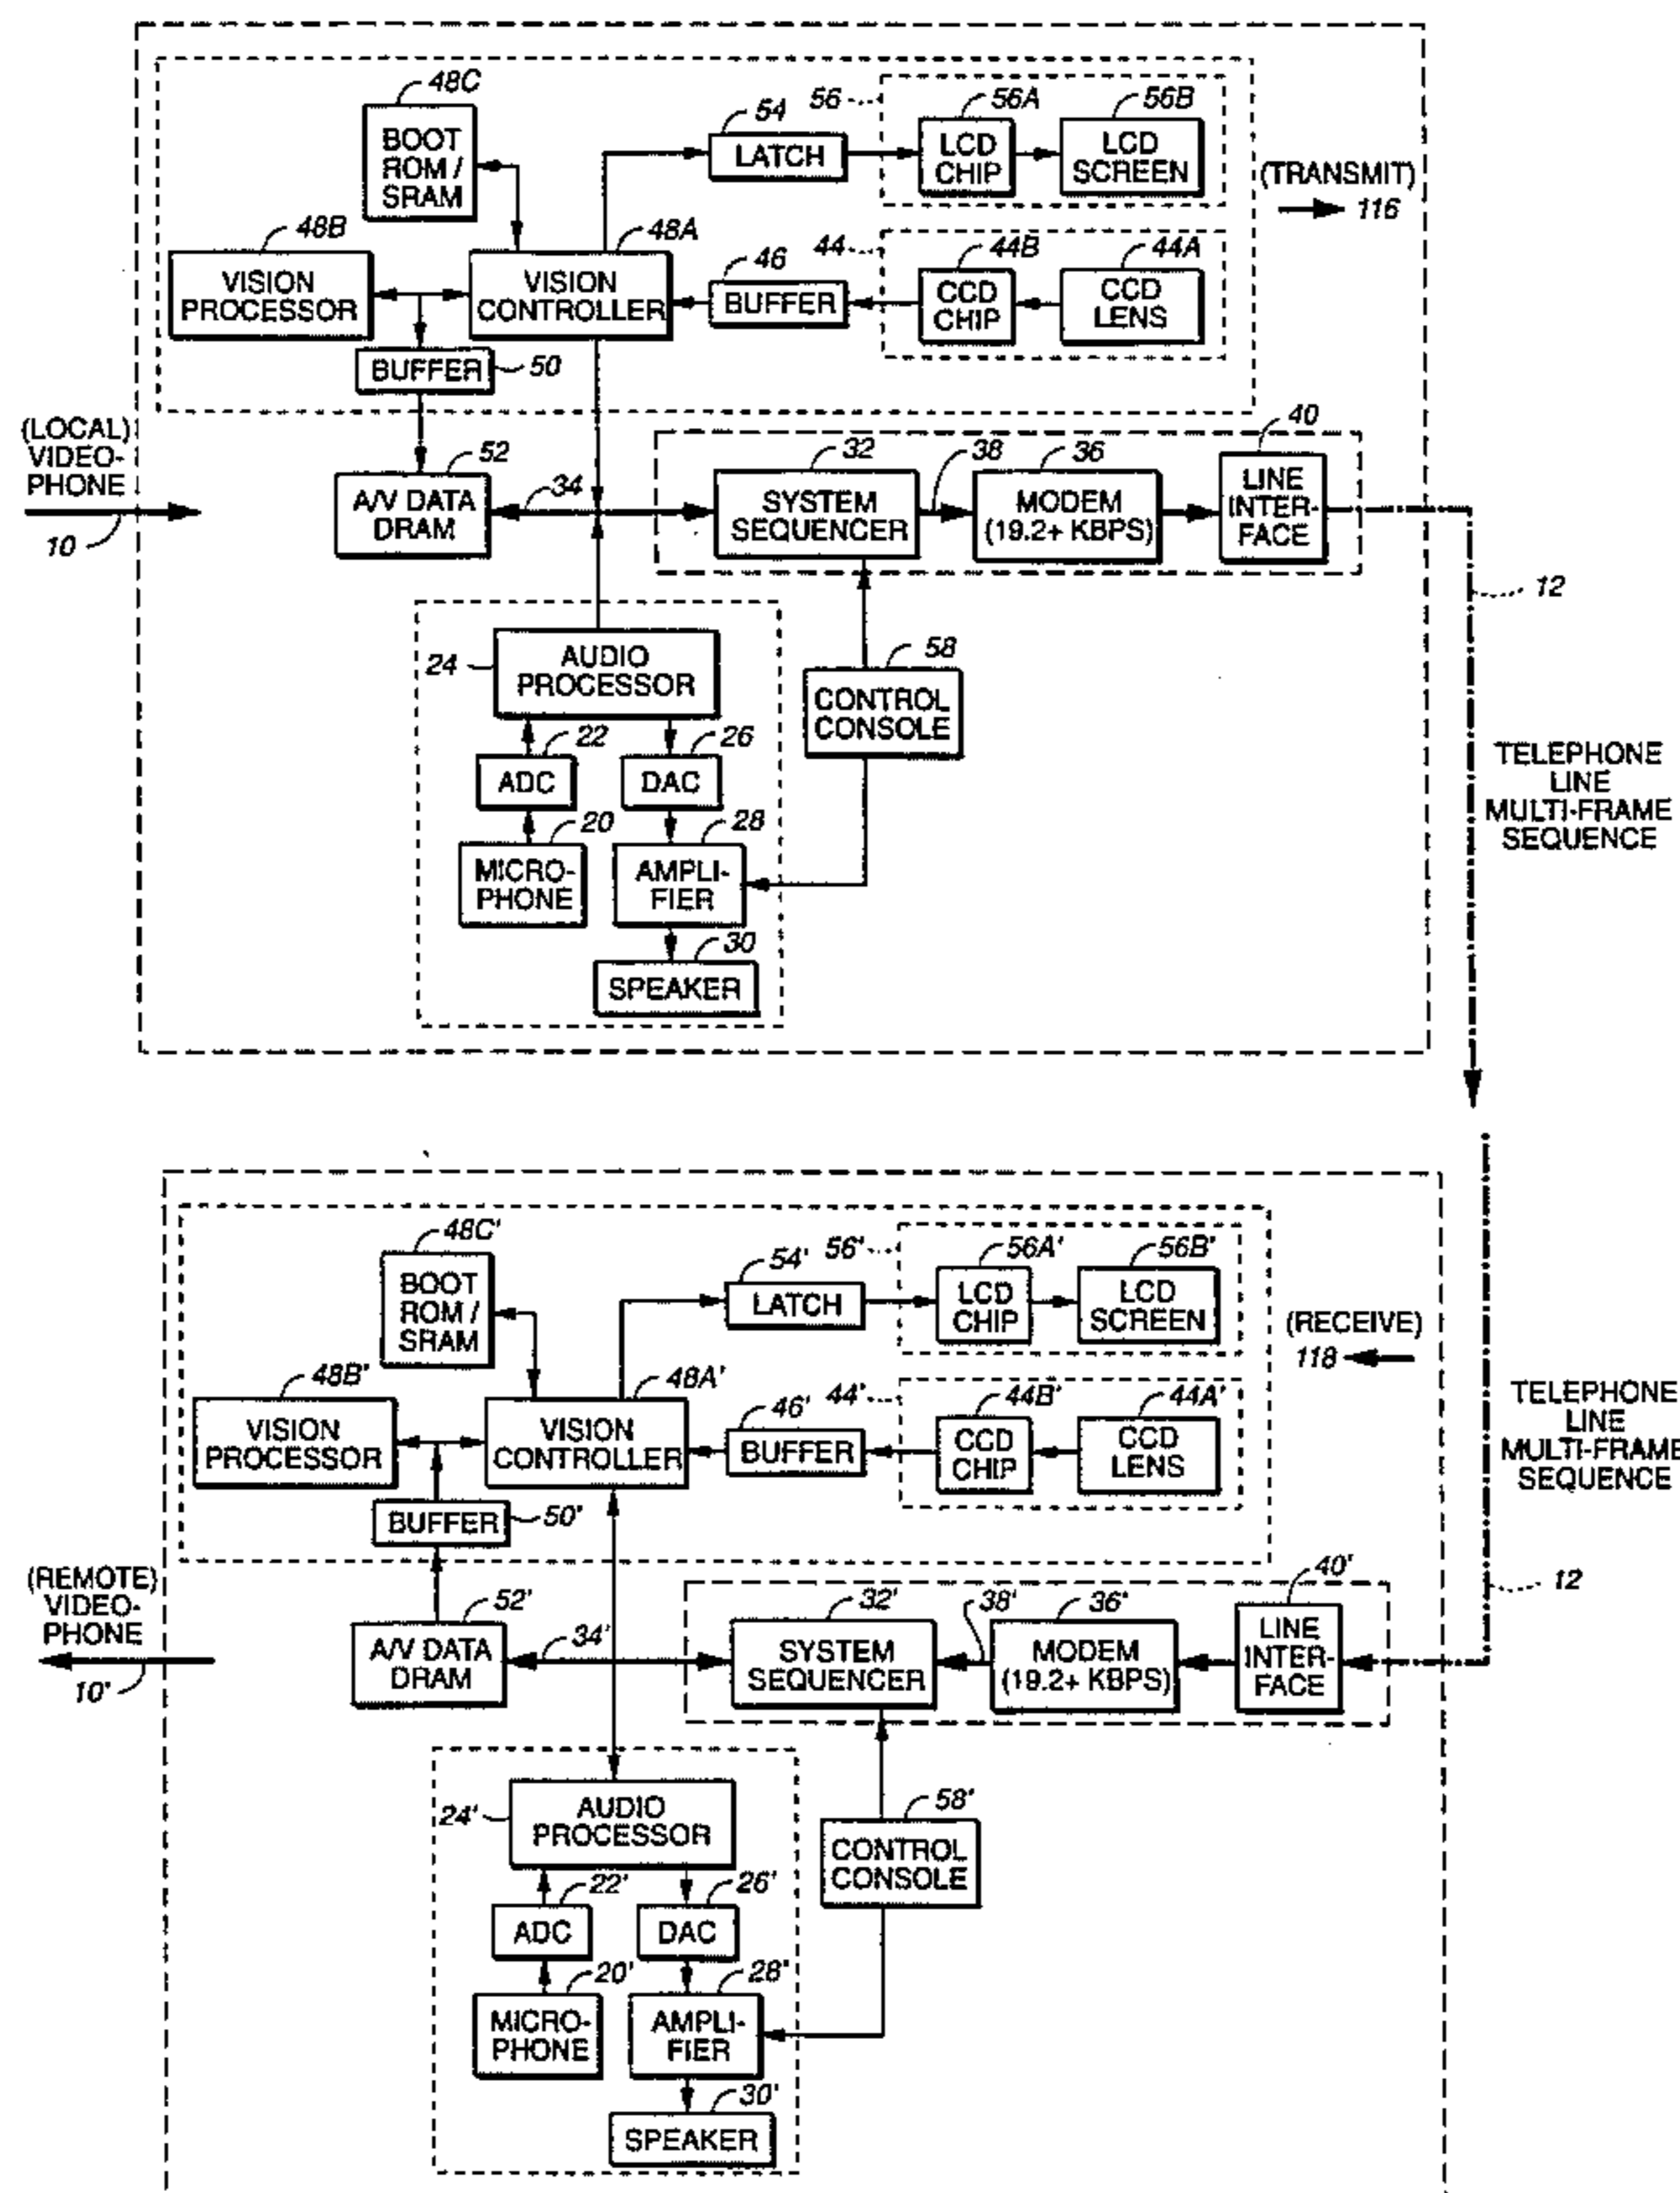 48C
BOOT
ROM /
SRAM
54
LATCH
56
56A
LCD
CHIP
56B
LCD
SCREEN
(TRANSMIT)
116
48B
VISION
PROCESSOR
48A
VISION
CONTROLLER
46
BUFFER
44
44B
CCD
CHIP
44A
CCD
LENS
BUFFER
50
(LOCAL)
VIDEO-
PHONE
10
52
A/V DATA
DRAM
34
32
SYSTEM
SEQUENCER
38
36
MODEM
(19.2+ KBPS)
40
LINE
INTER-
FACE
12
24
AUDIO
PROCESSOR
58
CONTROL
CONSOLE
22
ADC
26
DAC
20
MICRO-
PHONE
28
AMPLI-
FIER
30
SPEAKER
TELEPHONE
LINE
MULTI-FRAME
SEQUENCE
48C'
BOOT
ROM /
SRAM
54'
LATCH
56'
56A'
LCD
CHIP
56B'
LCD
SCREEN
(RECEIVE)
118
48B'
VISION
PROCESSOR
48A'
VISION
CONTROLLER
46'
BUFFER
44'
44B'
CCD
CHIP
44A'
CCD
LENS
TELEPHONE
LINE
MULTI-FRAME
SEQUENCE
BUFFER
50'
(REMOTE)
VIDEO-
PHONE
10'
52'
A/V DATA
DRAM
34'
32'
SYSTEM
SEQUENCER
38'
36'
MODEM
(19.2+ KBPS)
40'
LINE
INTER-
FACE
12
24'
AUDIO
PROCESSOR
58'
CONTROL
CONSOLE
22'
ADC
26'
DAC
20'
MICRO-
PHONE
28'
AMPLI-
FIER
30'
SPEAKER